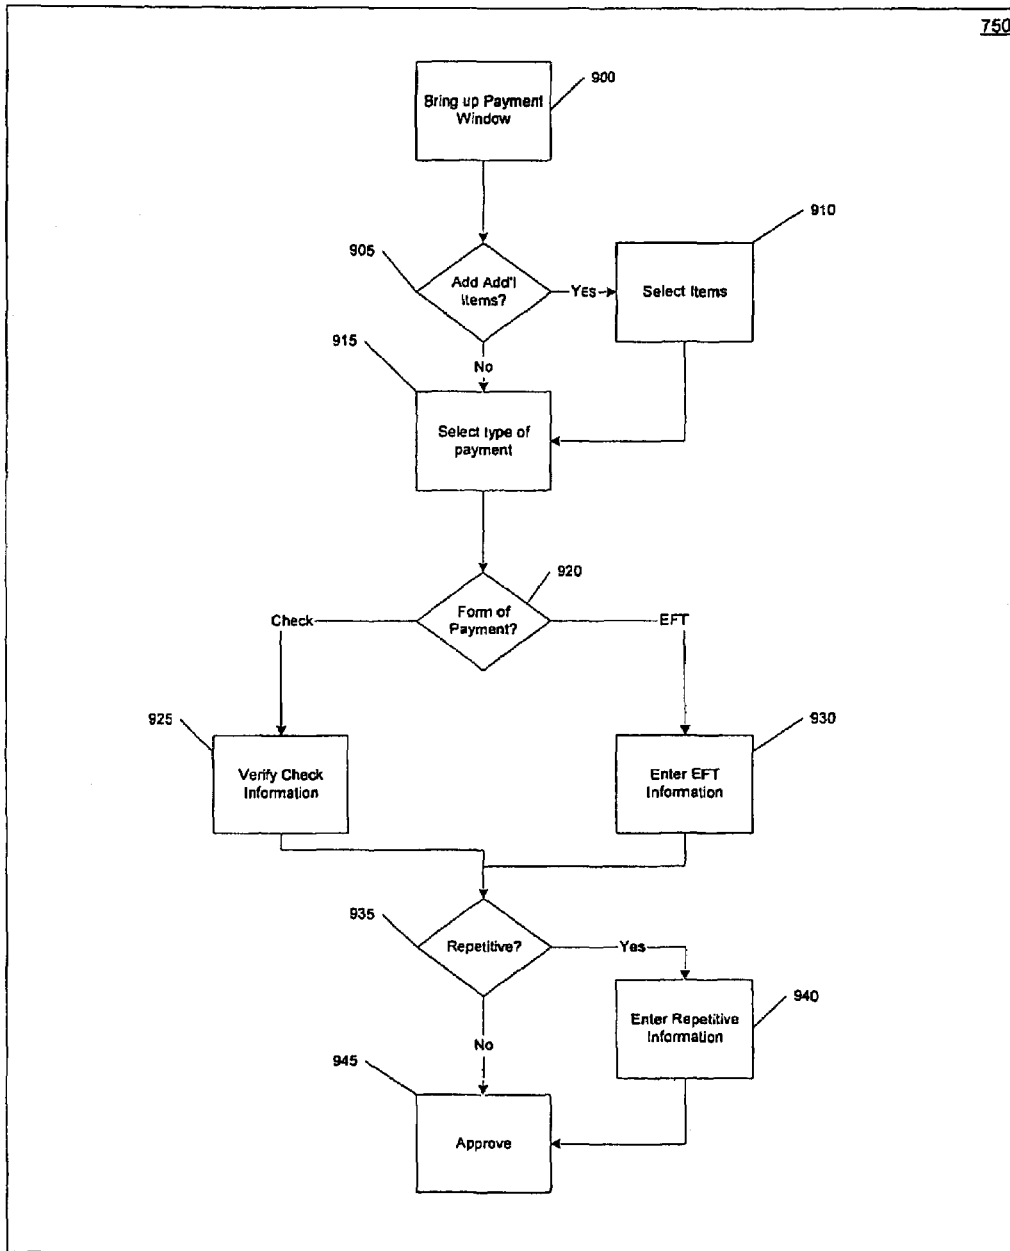 750
900
Bring up Payment
Window
910
905
Add Add'l
Items?
YES
Select Items
915
No
Select type of
payment
920
Check
Form of
Payment?
EFT
925
930
Verify Check
Information
Enter EFT
Information
935
Repetitive?
Yes
940
Enter Repetitive
Information
No
945
Approve